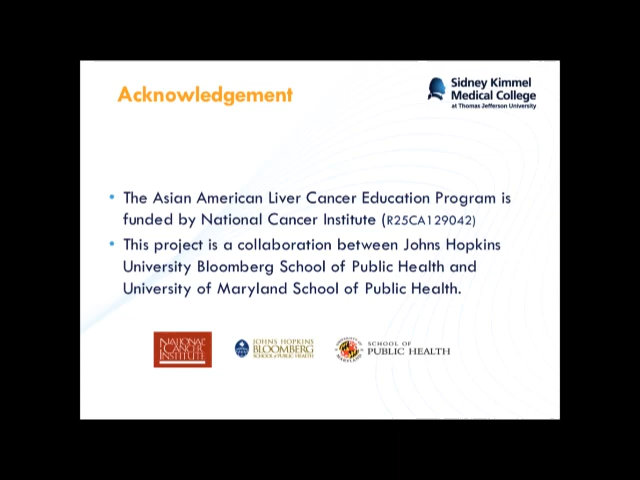 Acknowledgement
Sidney Kimmel
Medical College
at Thomas Jefferson University
• The Asian American Liver Cancer Education Program is
funded by National Cancer Institute (R25CA129042)
• This project is a collaboration between Johns Hopkins
University Bloomberg School of Public Health and
University of Maryland School of Public Health.
NATIONAL
CANCER
INSTITUTE
JOHNS HOPKINS
BLOOMBERG
SCHOOL of PUBLIC HEALTH
UNIVERSITY OF
MARYLAND
SCHOOL OF
PUBLIC HEALTH